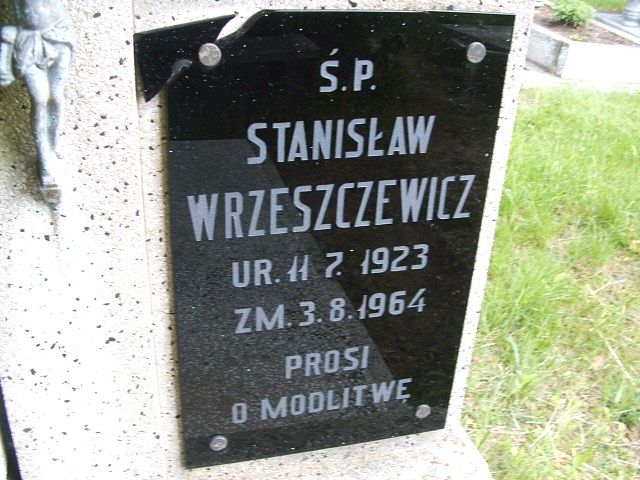 Ś.P.
STANISŁAW
WRZESZCZEWICZ
UR. 11 7. 1923
ZM. 3. 8. 1964
PROSI
O MODLITWĘ